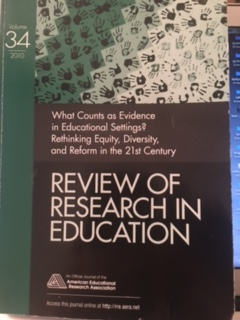 Volume
34
2010
What Counts as Evidence
in Educational Settings?
Rethinking Equity, Diversity,
and Reform in the 21st Century
REVIEW OF
RESEARCH IN
EDUCATION
An Official Journal of the
American Educational
Research Association
Access this journal online at http://rre.aera.net